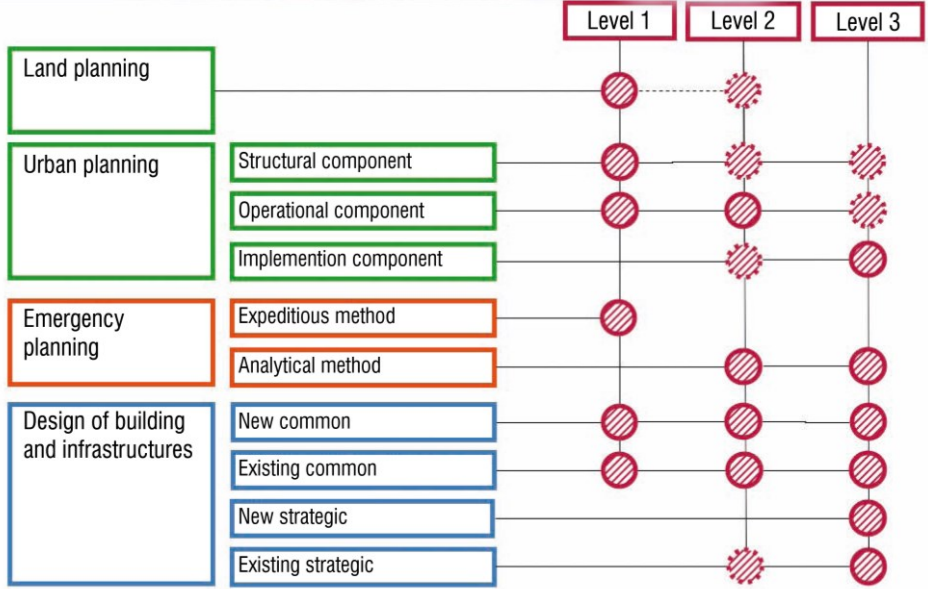 Level 1
Level 2
Level 3
Land planning
Urban planning
Structural component
Operational component
Implemention component
Emergency
planning
Expeditious method
Analytical method
Design of building
and infrastructures
New common
Existing common
New strategic
Existing strategic